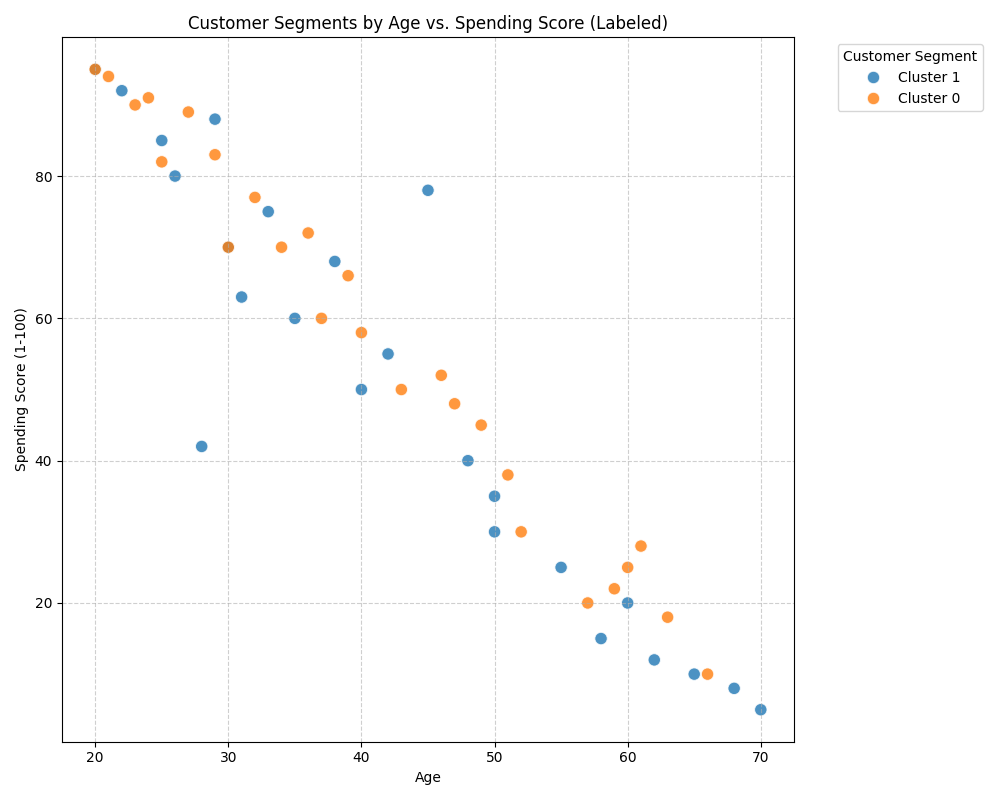 Customer Segments by Age vs. Spending Score (Labeled)
Customer Segment
Cluster 1
Cluster 0
Spending Score (1-100)
80
60
40
20
20 30 40 50 60 70
Age